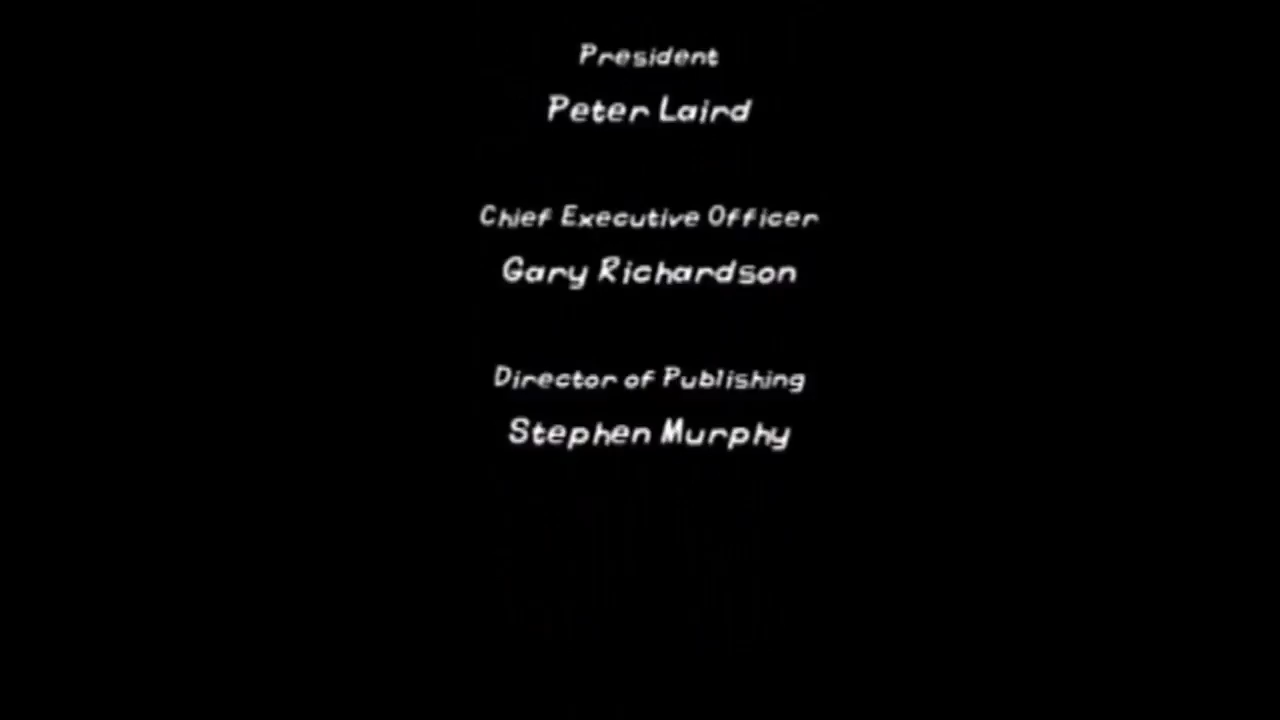 President
Peter Laird
Chief Executive Officer
Gary Richardson
Director of Publishing
Stephen Murphy